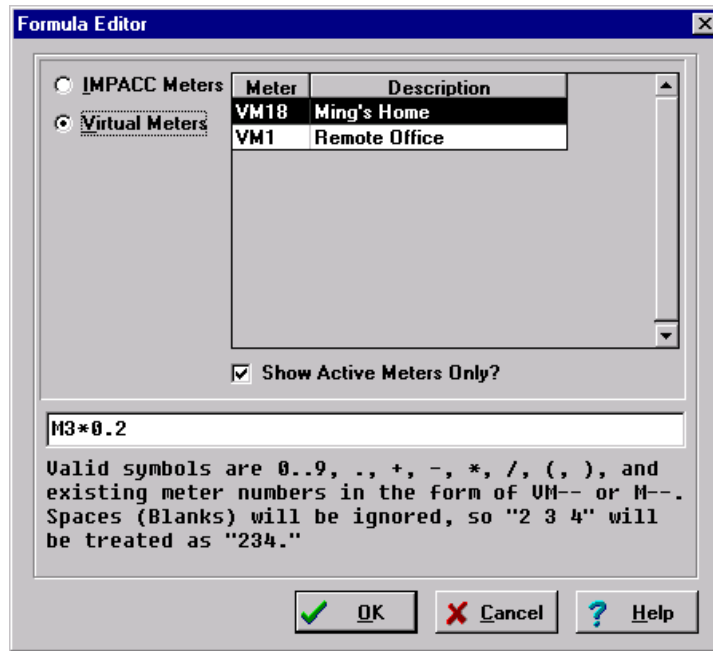 Formula Editor
IMPACC Meters
Virtual Meters
Meter Description
VM18 Ming's Home
VM1 Remote Office
Show Active Meters Only?
M3*0.2
Valid symbols are 0..9, ., +, -, *, /, (, ), and
existing meter numbers in the form of VM-- or M--.
Spaces (Blanks) will be ignored, so "2 3 4" will
be treated as "234."
OK Cancel Help